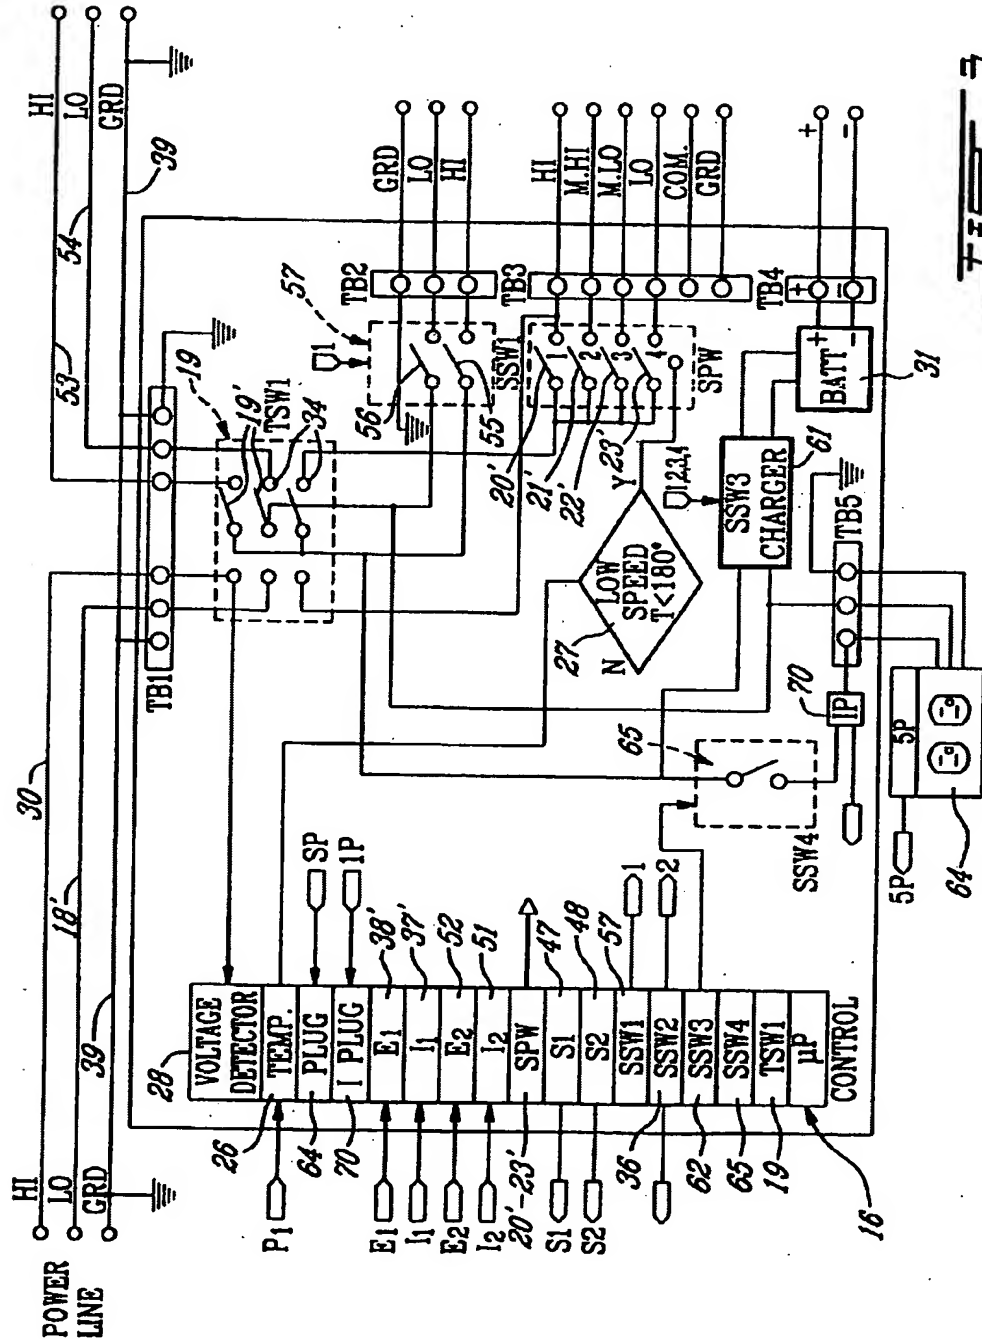 HI
LO
GRD
53
54
39
30
18'
39
HI
LO
GRD
POWER
LINE
TB1
19
19'
TSW1
34
57
1
56
55
SSW1
TB2
GRD
LO
HI
TB3
HI
M.HI
M.LO
LO
COM.
GRD
20'
21'
22'
23'
1
2
3
4
SPW
Y
N
LOW
SPEED
T<180°
27
1,2,3,4
SSW3
CHARGER
61
BATT
+
-
31
TB4
+
-
+
-
TB5
IP
70
65
SSW4
5P
5P
64
28
VOLTAGE
DETECTOR
26
TEMP.
P1
64
PLUG
SP
70
I PLUG
1P
E1
E1
38'
I1
I1
37'
E2
E2
52
I2
I2
51
20'-23'
SPW
S1
S1
47
S2
S2
48
SSW1
57
1
36
SSW2
2
62
SSW3
65
SSW4
19
TSW1
μP
CONTROL
16